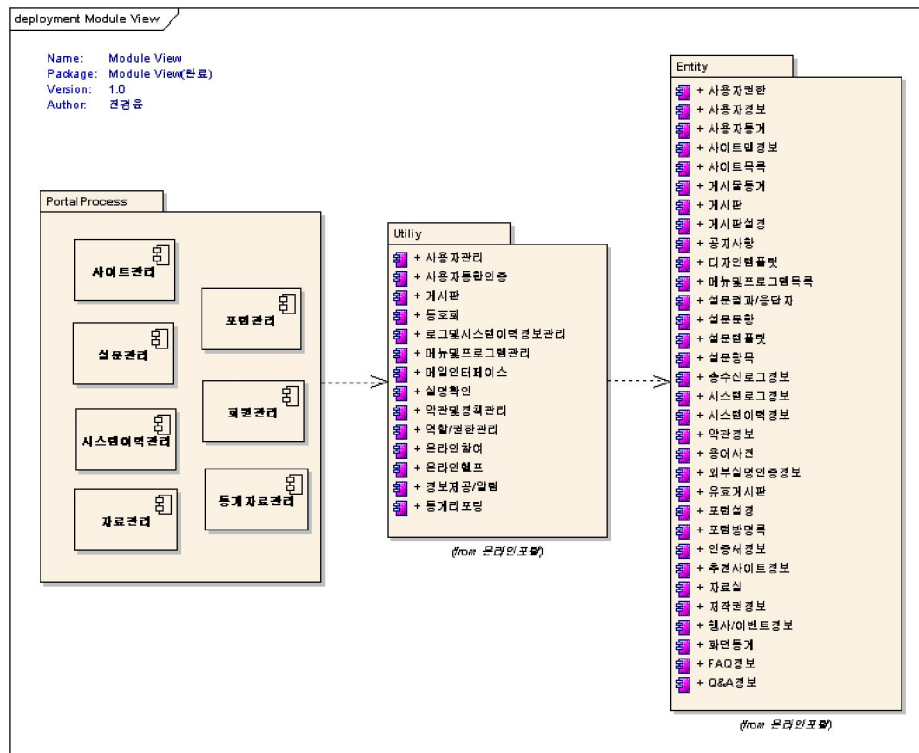 deployment Module View
Name: Module View
Package: Module View(완료)
Version: 1.0
Author:
Portal Process
사이트관리
포탈관리
설문관리
회원관리
시스템이력관리
통계자료관리
자료관리
Utiliy
+ 사용자관리
+ 사용자통합인증
+ 게시판
+ 동호회
+ 로그및시스템이력정보관리
+ 메뉴및프로그램관리
+ 메일인터페이스
+ 실명확인
+ 약관및정책관리
+ 역할/권한관리
+ 온라인참여
+ 온라인헬프
+ 정보제공/알림
+ 통계리포팅
(from 온라인포탈)
Entity
+ 사용자권한
+ 사용자정보
+ 사용자통계
+ 사이트맵정보
+ 사이트목록
+ 게시물통계
+ 게시판
+ 게시판설정
+ 공지사항
+ 디자인템플릿
+ 메뉴및프로그램목록
+ 설문결과/응답자
+ 설문문항
+ 설문템플릿
+ 설문항목
+ 송수신로그정보
+ 시스템로그정보
+ 시스템이력정보
+ 약관정보
+ 용어사전
+ 외부실명인증정보
+ 유효게시판
+ 포탈설정
+ 포탈방명록
+ 인증서정보
+ 추천사이트정보
+ 자료실
+ 저작권정보
+ 행사/이벤트정보
+ 화면통계
+ FAQ정보
+ Q&A정보
(from 온라인포탈)